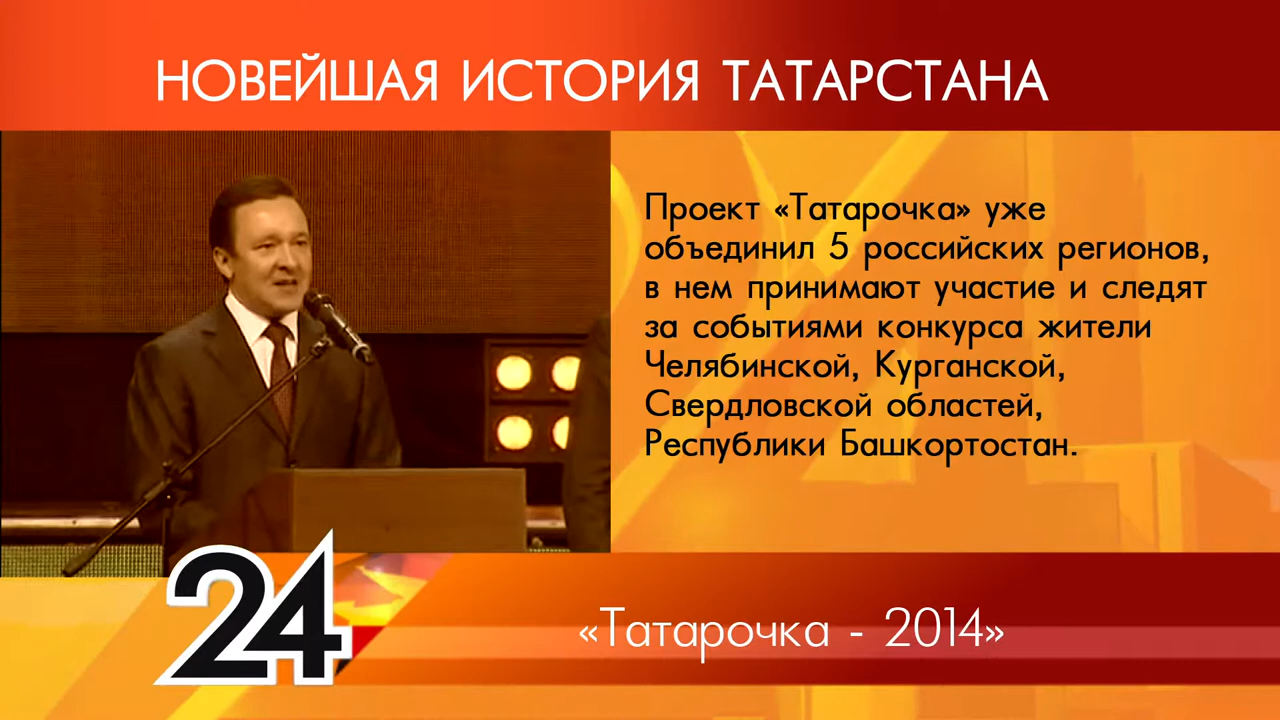 НОВЕЙШАЯ ИСТОРИЯ ТАТАРСТАНА
Проект «Татарочка» уже
объединил 5 российских регионов,
в нем принимают участие и следят
за событиями конкурса жители
Челябинской, Курганской,
Свердловской областей,
Республики Башкортостан.
24
«Татарочка - 2014»